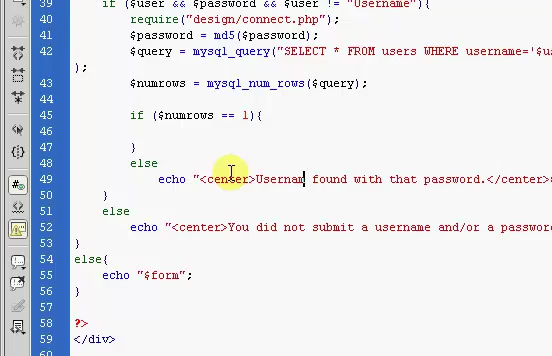 39 if ($user && $password && $user != "Username"){
40 require("design/connect.php");
41 $password = md5($password);
42 $query = mysql_query("SELECT * FROM users WHERE username='$us
);
43 $numrows = mysql_num_rows($query);
44
45 if ($numrows == 1){
46
47 }
48 else
49 echo "<center>Usernam found with that password.</center>
50 }
51 else
52 echo "<center>You did not submit a username and/or a password
53 }
54 else{
55 echo "$form";
56 }
57
58 ?>
59 </div>
60